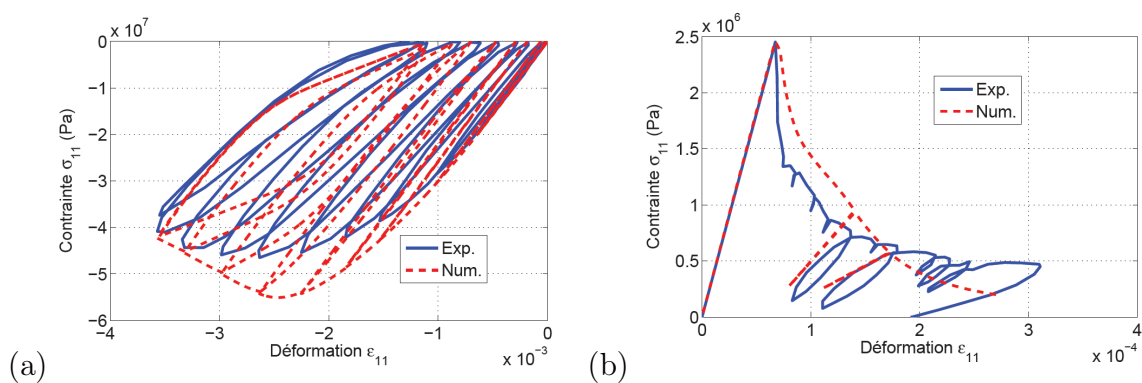 x 10⁷
0
−1
−2
−3
−4
−5
−6
Contrainte σ₁₁ (Pa)
Exp.
Num.
−4 −3 −2 −1 0
Déformation ε₁₁
x 10⁻³
(a)
x 10⁶
2.5
2
1.5
1
0.5
0
Contrainte σ₁₁ (Pa)
Exp.
Num.
0 1 2 3 4
Déformation ε₁₁
x 10⁻⁴
(b)